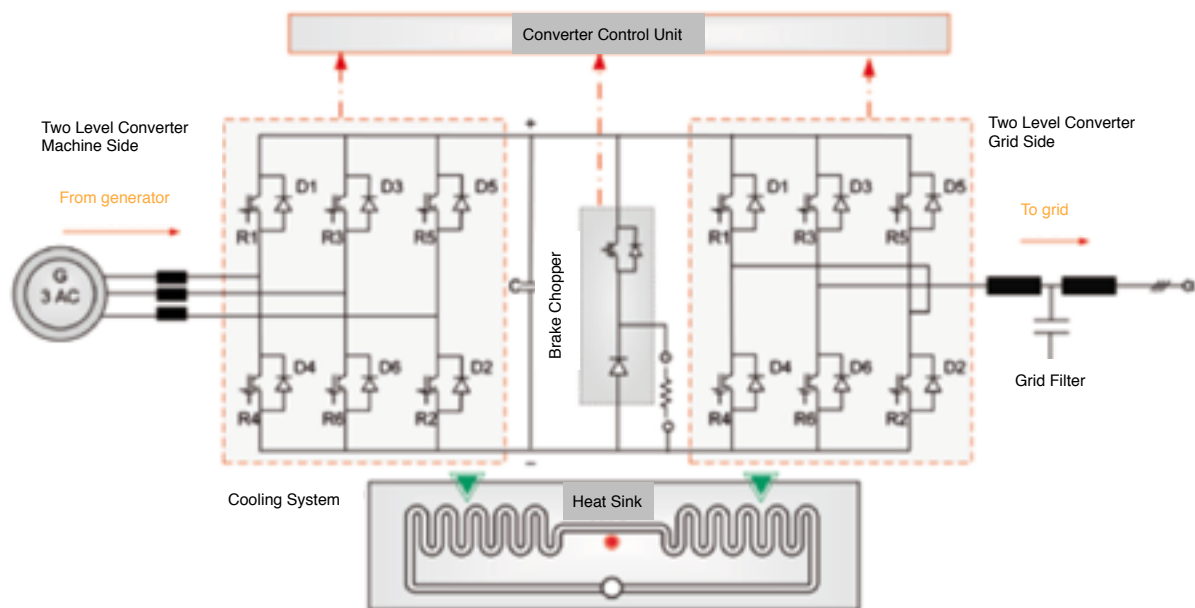 Converter Control Unit
Two Level Converter
Machine Side
Two Level Converter
Grid Side
From generator
To grid
+
D1
D3
D5
R1
R3
R5
D1
D3
D5
R1
R3
R5
G
3 AC
C
Brake Chopper
D4
D6
D2
R4
R6
R2
D4
D6
D2
R4
R6
R2
Grid Filter
−
Cooling System
Heat Sink